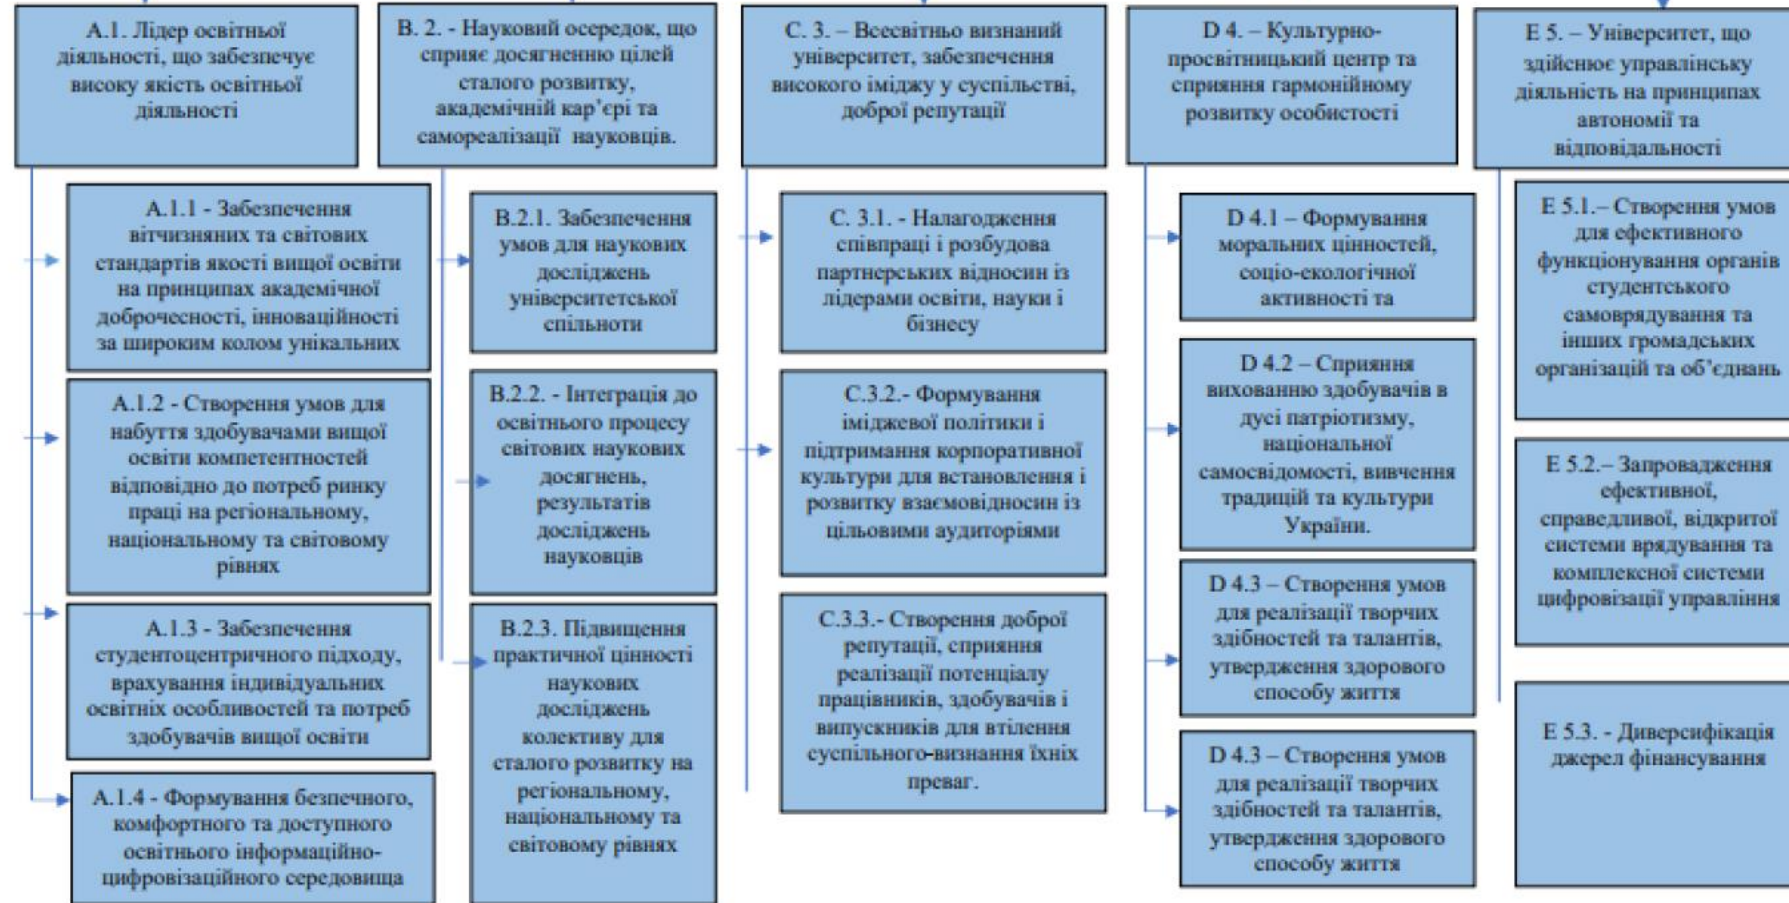 А.1. Лідер освітньої
діяльності, що забезпечує
високу якість освітньої
діяльності
А.1.1 - Забезпечення
вітчизняних та світових
стандартів якості вищої освіти
на принципах академічної
доброчесності, інноваційності
за широким колом унікальних
А.1.2 - Створення умов для
набуття здобувачами вищої
освіти компетентностей
відповідно до потреб ринку
праці на регіональному,
національному та світовому
рівнях
А.1.3 - Забезпечення
студентоцентричного підходу,
врахування індивідуальних
освітніх особливостей та потреб
здобувачів вищої освіти
А.1.4 - Формування безпечного,
комфортного та доступного
освітнього інформаційно-
цифровізаційного середовища
В. 2. - Науковий осередок, що
сприяє досягненню цілей
сталого розвитку,
академічній кар’єрі та
самореалізації науковців.
В.2.1. Забезпечення
умов для наукових
досліджень
університетської
спільноти
В.2.2. - Інтеграція до
освітнього процесу
світових наукових
досягнень,
результатів
досліджень
науковців
В.2.3. Підвищення
практичної цінності
наукових
досліджень
колективу для
сталого розвитку на
регіональному,
національному та
світовому рівнях
С. 3. – Всесвітньо визнаний
університет, забезпечення
високого іміджу у суспільстві,
доброї репутації
С. 3.1. - Налагодження
співпраці і розбудова
партнерських відносин із
лідерами освіти, науки і
бізнесу
С.3.2.- Формування
іміджевої політики і
підтримання корпоративної
культури для встановлення і
розвитку взаємовідносин із
цільовими аудиторіями
С.3.3.- Створення доброї
репутації, сприяння
реалізації потенціалу
працівників, здобувачів і
випускників для втілення
суспільного-визнання їхніх
переваг.
D 4. – Культурно-
просвітницький центр та
сприяння гармонійному
розвитку особистості
D 4.1 – Формування
моральних цінностей,
соціо-екологічної
активності та
D 4.2 – Сприяння
вихованню здобувачів в
дусі патріотизму,
національної
самосвідомості, вивчення
традицій та культури
України.
D 4.3 – Створення умов
для реалізації творчих
здібностей та талантів,
утвердження здорового
способу життя
D 4.3 – Створення умов
для реалізації творчих
здібностей та талантів,
утвердження здорового
способу життя
Е 5. – Університет, що
здійснює управлінську
діяльність на принципах
автономії та
відповідальності
Е 5.1.– Створення умов
для ефективного
функціонування органів
студентського
самоврядування та
інших громадських
організацій та об’єднань
Е 5.2.– Запровадження
ефективної,
справедливої, відкритої
системи врядування та
комплексної системи
цифровізації управління
Е 5.3. - Диверсифікація
джерел фінансування